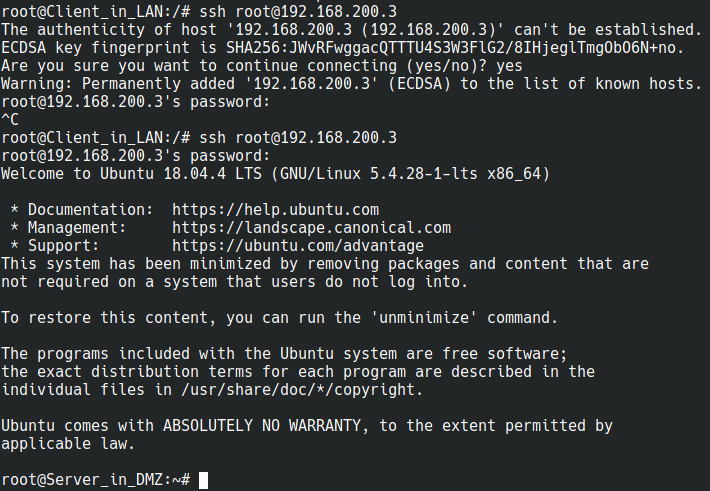 root@Client_in_LAN:/# ssh root@192.168.200.3
The authenticity of host '192.168.200.3 (192.168.200.3)' can't be established.
ECDSA key fingerprint is SHA256:JWvRFwggacQTTTU4S3W3FlG2/8IHjeglTmgObO6N+no.
Are you sure you want to continue connecting (yes/no)? yes
Warning: Permanently added '192.168.200.3' (ECDSA) to the list of known hosts.
root@192.168.200.3's password:
^C
root@Client_in_LAN:/# ssh root@192.168.200.3
root@192.168.200.3's password:
Welcome to Ubuntu 18.04.4 LTS (GNU/Linux 5.4.28-1-lts x86_64)

 * Documentation:  https://help.ubuntu.com
 * Management:     https://landscape.canonical.com
 * Support:        https://ubuntu.com/advantage
This system has been minimized by removing packages and content that are
not required on a system that users do not log into.

To restore this content, you can run the 'unminimize' command.

The programs included with the Ubuntu system are free software;
the exact distribution terms for each program are described in the
individual files in /usr/share/doc/*/copyright.

Ubuntu comes with ABSOLUTELY NO WARRANTY, to the extent permitted by
applicable law.

root@Server_in_DMZ:~#